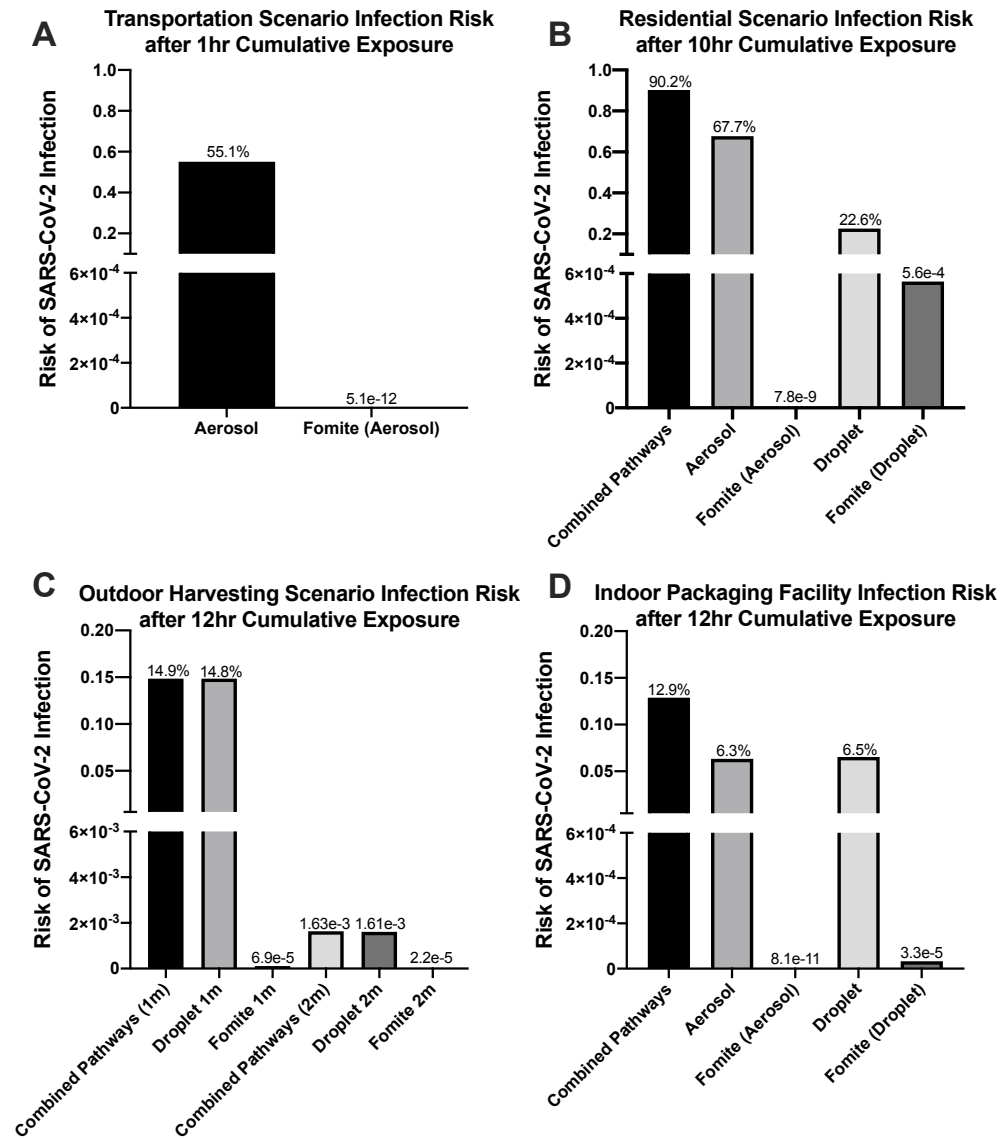 A
Transportation Scenario Infection Risk
after 1hr Cumulative Exposure
Risk of SARS-CoV-2 Infection
1.0
0.8
0.6
0.4
0.2
6×10⁻⁴
4×10⁻⁴
2×10⁻⁴
0
55.1%
5.1e-12
Aerosol
Fomite (Aerosol)
B
Residential Scenario Infection Risk
after 10hr Cumulative Exposure
Risk of SARS-CoV-2 Infection
1.0
0.8
0.6
0.4
0.2
6×10⁻⁴
4×10⁻⁴
2×10⁻⁴
0
90.2%
67.7%
7.8e-9
22.6%
5.6e-4
Combined Pathways
Aerosol
Fomite (Aerosol)
Droplet
Fomite (Droplet)
C
Outdoor Harvesting Scenario Infection Risk
after 12hr Cumulative Exposure
Risk of SARS-CoV-2 Infection
0.20
0.15
0.10
0.05
6×10⁻³
4×10⁻³
2×10⁻³
0
14.9%
14.8%
6.9e-5
1.63e-3
1.61e-3
2.2e-5
Combined Pathways (1m)
Droplet 1m
Fomite 1m
Combined Pathways (2m)
Droplet 2m
Fomite 2m
D
Indoor Packaging Facility Infection Risk
after 12hr Cumulative Exposure
Risk of SARS-CoV-2 Infection
0.20
0.15
0.10
0.05
6×10⁻⁴
4×10⁻⁴
2×10⁻⁴
0
12.9%
6.3%
8.1e-11
6.5%
3.3e-5
Combined Pathways
Aerosol
Fomite (Aerosol)
Droplet
Fomite (Droplet)